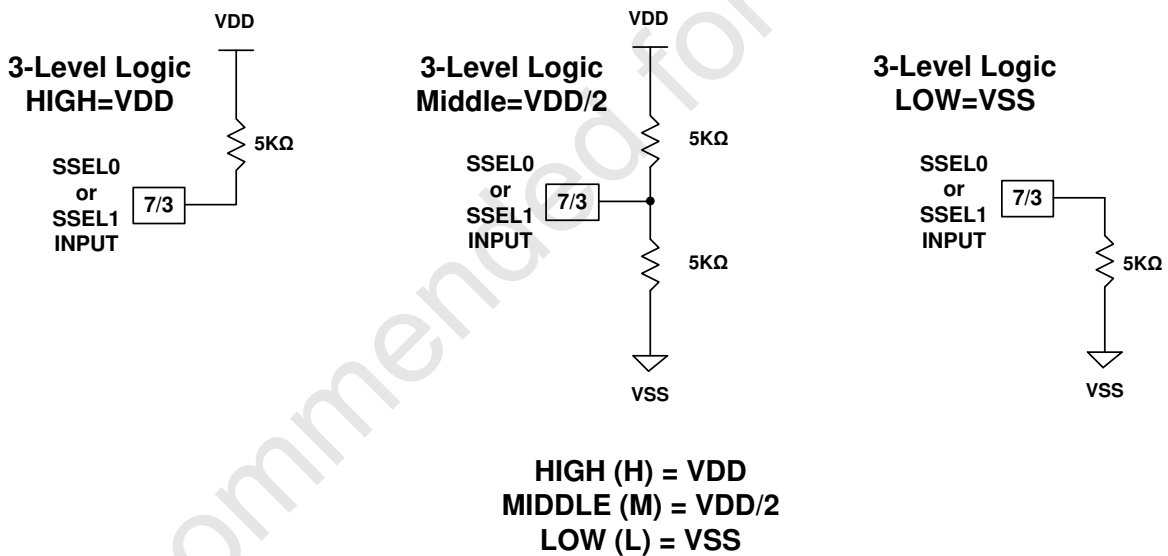 VDD
3-Level Logic
HIGH=VDD
5KΩ
SSEL0
or
SSEL1
INPUT
7/3
VDD
3-Level Logic
Middle=VDD/2
5KΩ
SSEL0
or
SSEL1
INPUT
7/3
5KΩ
VSS
3-Level Logic
LOW=VSS
SSEL0
or
SSEL1
INPUT
7/3
5KΩ
VSS
HIGH (H) = VDD
MIDDLE (M) = VDD/2
LOW (L) = VSS
ommended for